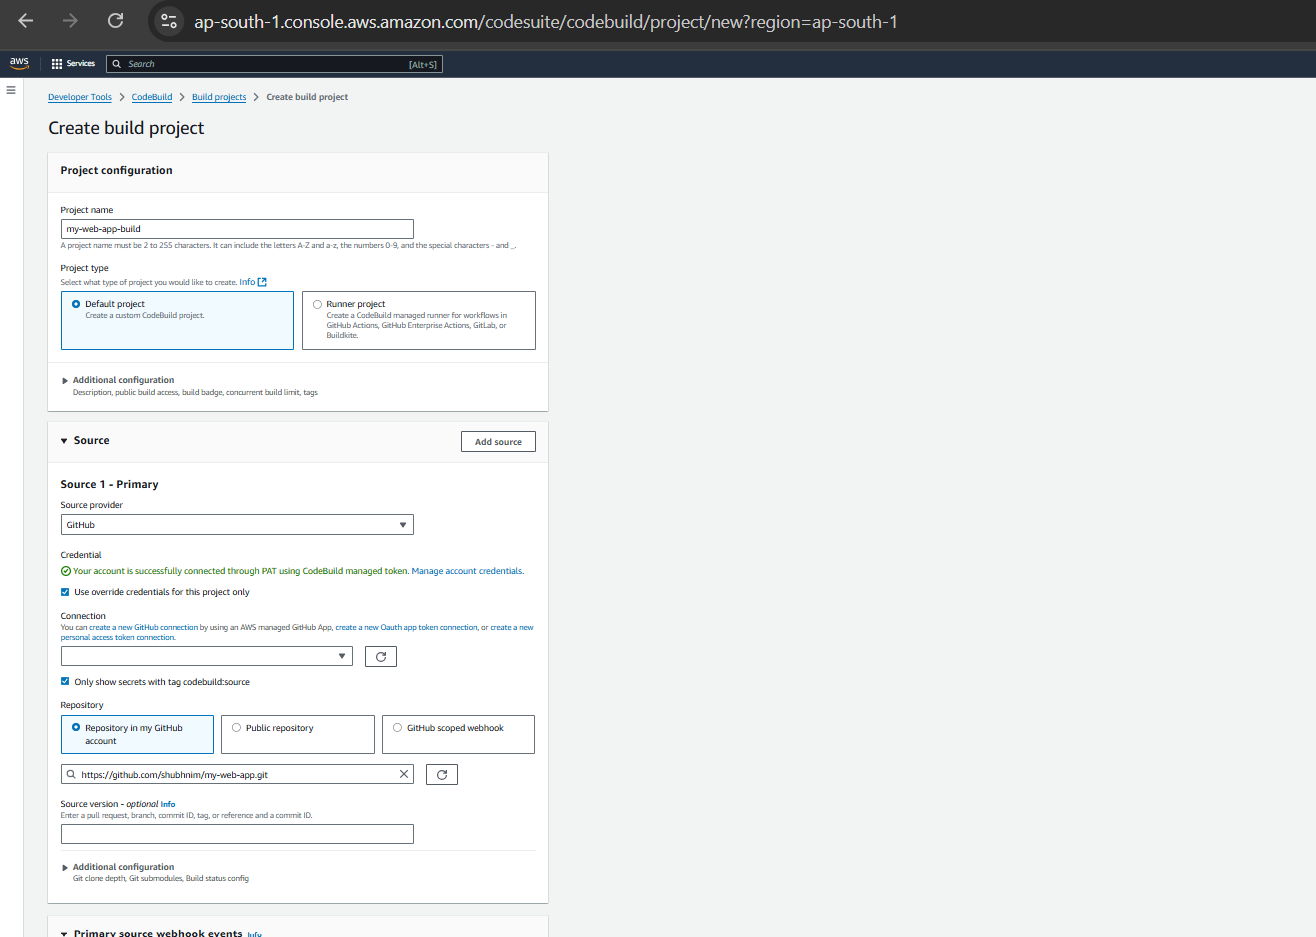 ap-south-1.console.aws.amazon.com/codesuite/codebuild/project/new?region=ap-south-1
aws
Services
Search
[Alt+S]
Developer Tools > CodeBuild > Build projects > Create build project
Create build project
Project configuration
Project name
my-web-app-build
A project name must be 2 to 255 characters. It can include the letters A-Z and a-z, the numbers 0-9, and the special characters - and _.
Project type
Select what type of project you would like to create. Info
Default project
Create a custom CodeBuild project.
Runner project
Create a CodeBuild managed runner for workflows in
GitHub Actions, GitHub Enterprise Actions, GitLab, or
Buildkite.
Additional configuration
Description, public build access, build badge, concurrent build limit, tags
Source
Add source
Source 1 - Primary
Source provider
GitHub
Credential
Your account is successfully connected through PAT using CodeBuild managed token. Manage account credentials.
Use override credentials for this project only
Connection
You can create a new GitHub connection by using an AWS managed GitHub App, create a new Oauth app token connection, or create a new
personal access token connection.
Only show secrets with tag codebuild:source
Repository
Repository in my GitHub
account
Public repository
GitHub scoped webhook
https://github.com/shubhnim/my-web-app.git
Source version - optional Info
Enter a pull request, branch, commit ID, tag, or reference and a commit ID.
Additional configuration
Git clone depth, Git submodules, Build status config
Primary source webhook events Info